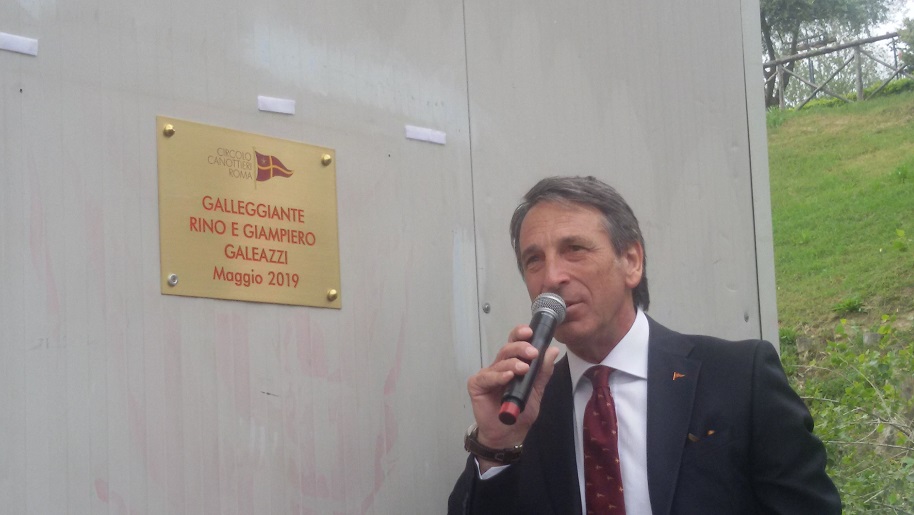 CIRCOLO
CANOTTIERI
ROMA
GALLEGGIANTE
RINO E GIAMPIERO
GALEAZZI
Maggio 2019